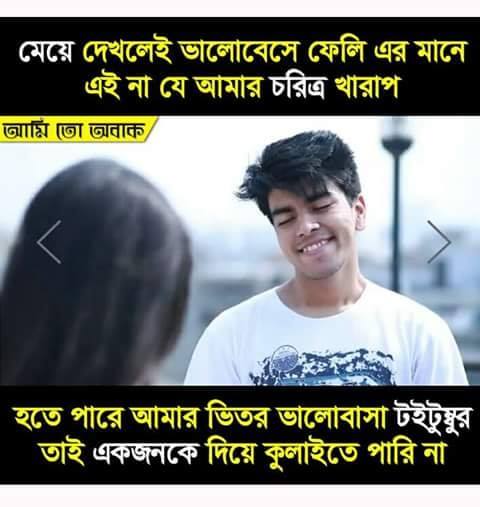 মেয়ে দেখলেই ভালোবেসে ফেলি এর মানে
এই না যে আমার চরিত্র খারাপ
আমি তো অবাক
হতে পারে আমার ভিতর ভালোবাসা টইটুম্বুর
তাই একজনকে দিয়ে কুলাইতে পারি না